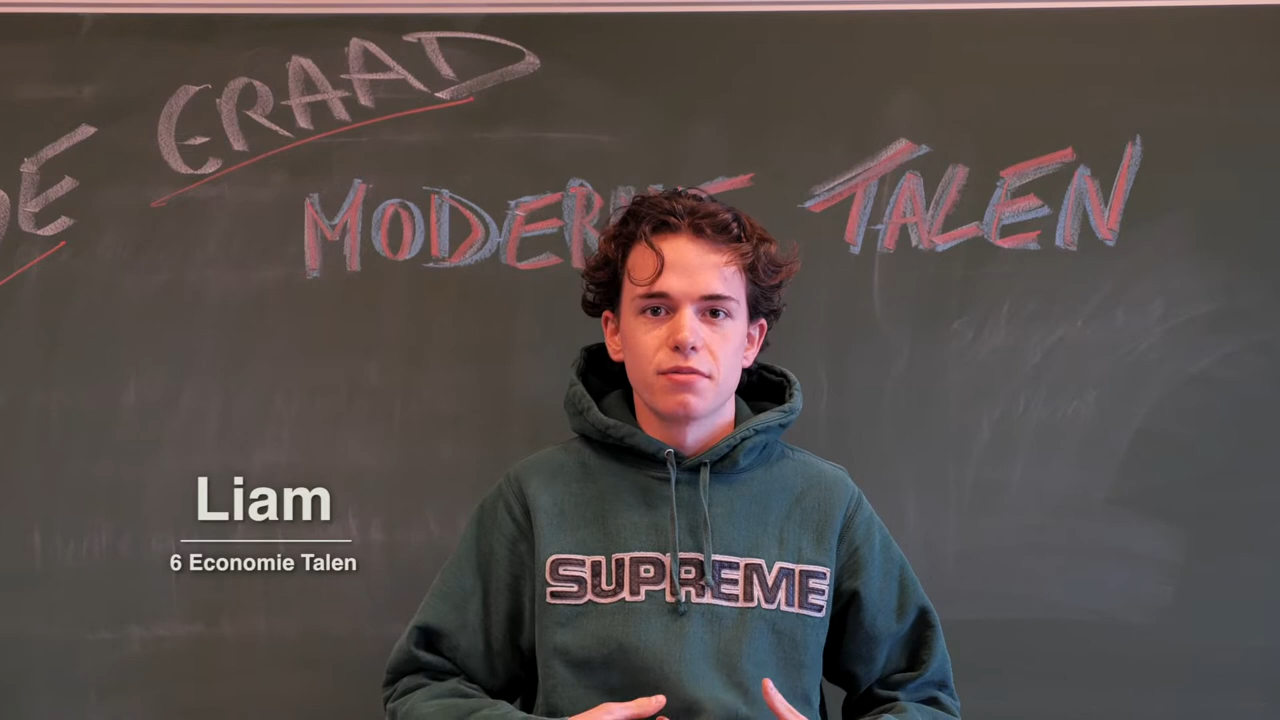 GRAAD
MODERNE TALEN
Liam
6 Economie Talen
SUPREME